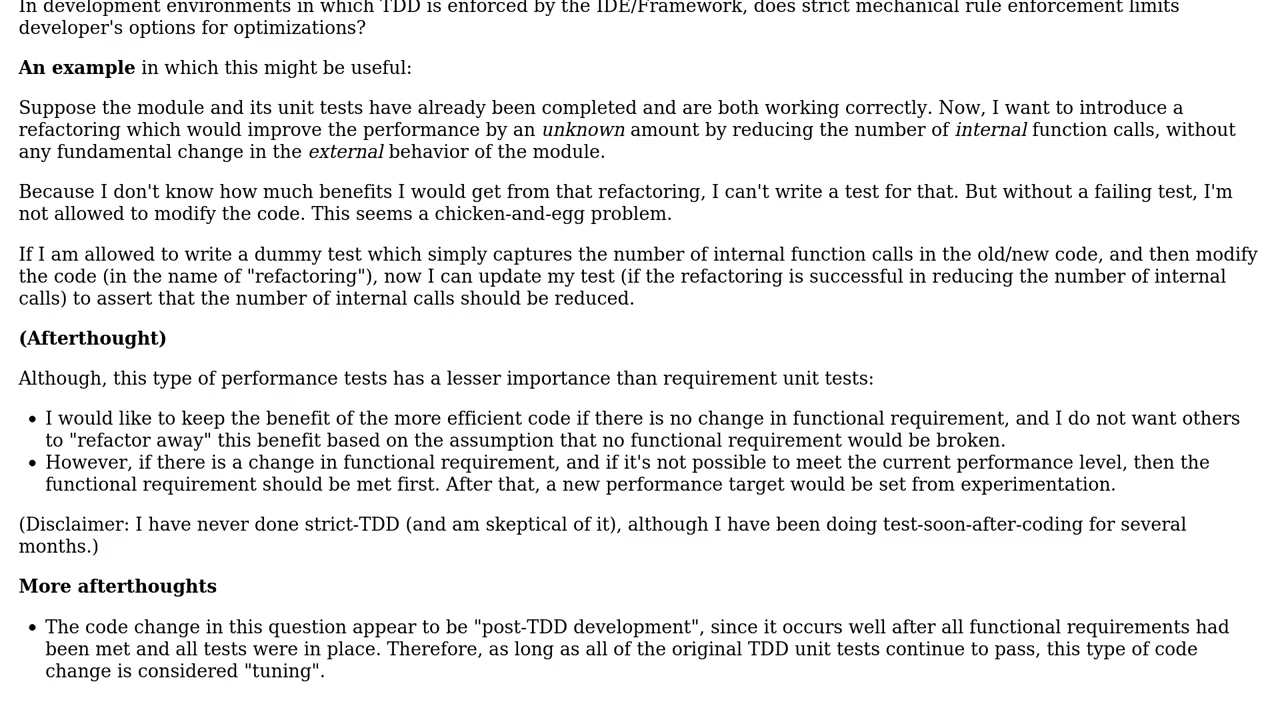 In development environments in which TDD is enforced by the IDE/Framework, does strict mechanical rule enforcement limits
developer's options for optimizations?
An example in which this might be useful:
Suppose the module and its unit tests have already been completed and are both working correctly. Now, I want to introduce a
refactoring which would improve the performance by an unknown amount by reducing the number of internal function calls, without
any fundamental change in the external behavior of the module.
Because I don't know how much benefits I would get from that refactoring, I can't write a test for that. But without a failing test, I'm
not allowed to modify the code. This seems a chicken-and-egg problem.
If I am allowed to write a dummy test which simply captures the number of internal function calls in the old/new code, and then modify
the code (in the name of "refactoring"), now I can update my test (if the refactoring is successful in reducing the number of internal
calls) to assert that the number of internal calls should be reduced.
(Afterthought)
Although, this type of performance tests has a lesser importance than requirement unit tests:
• I would like to keep the benefit of the more efficient code if there is no change in functional requirement, and I do not want others
to "refactor away" this benefit based on the assumption that no functional requirement would be broken.
• However, if there is a change in functional requirement, and if it's not possible to meet the current performance level, then the
functional requirement should be met first. After that, a new performance target would be set from experimentation.
(Disclaimer: I have never done strict-TDD (and am skeptical of it), although I have been doing test-soon-after-coding for several
months.)
More afterthoughts
• The code change in this question appear to be "post-TDD development", since it occurs well after all functional requirements had
been met and all tests were in place. Therefore, as long as all of the original TDD unit tests continue to pass, this type of code
change is considered "tuning".